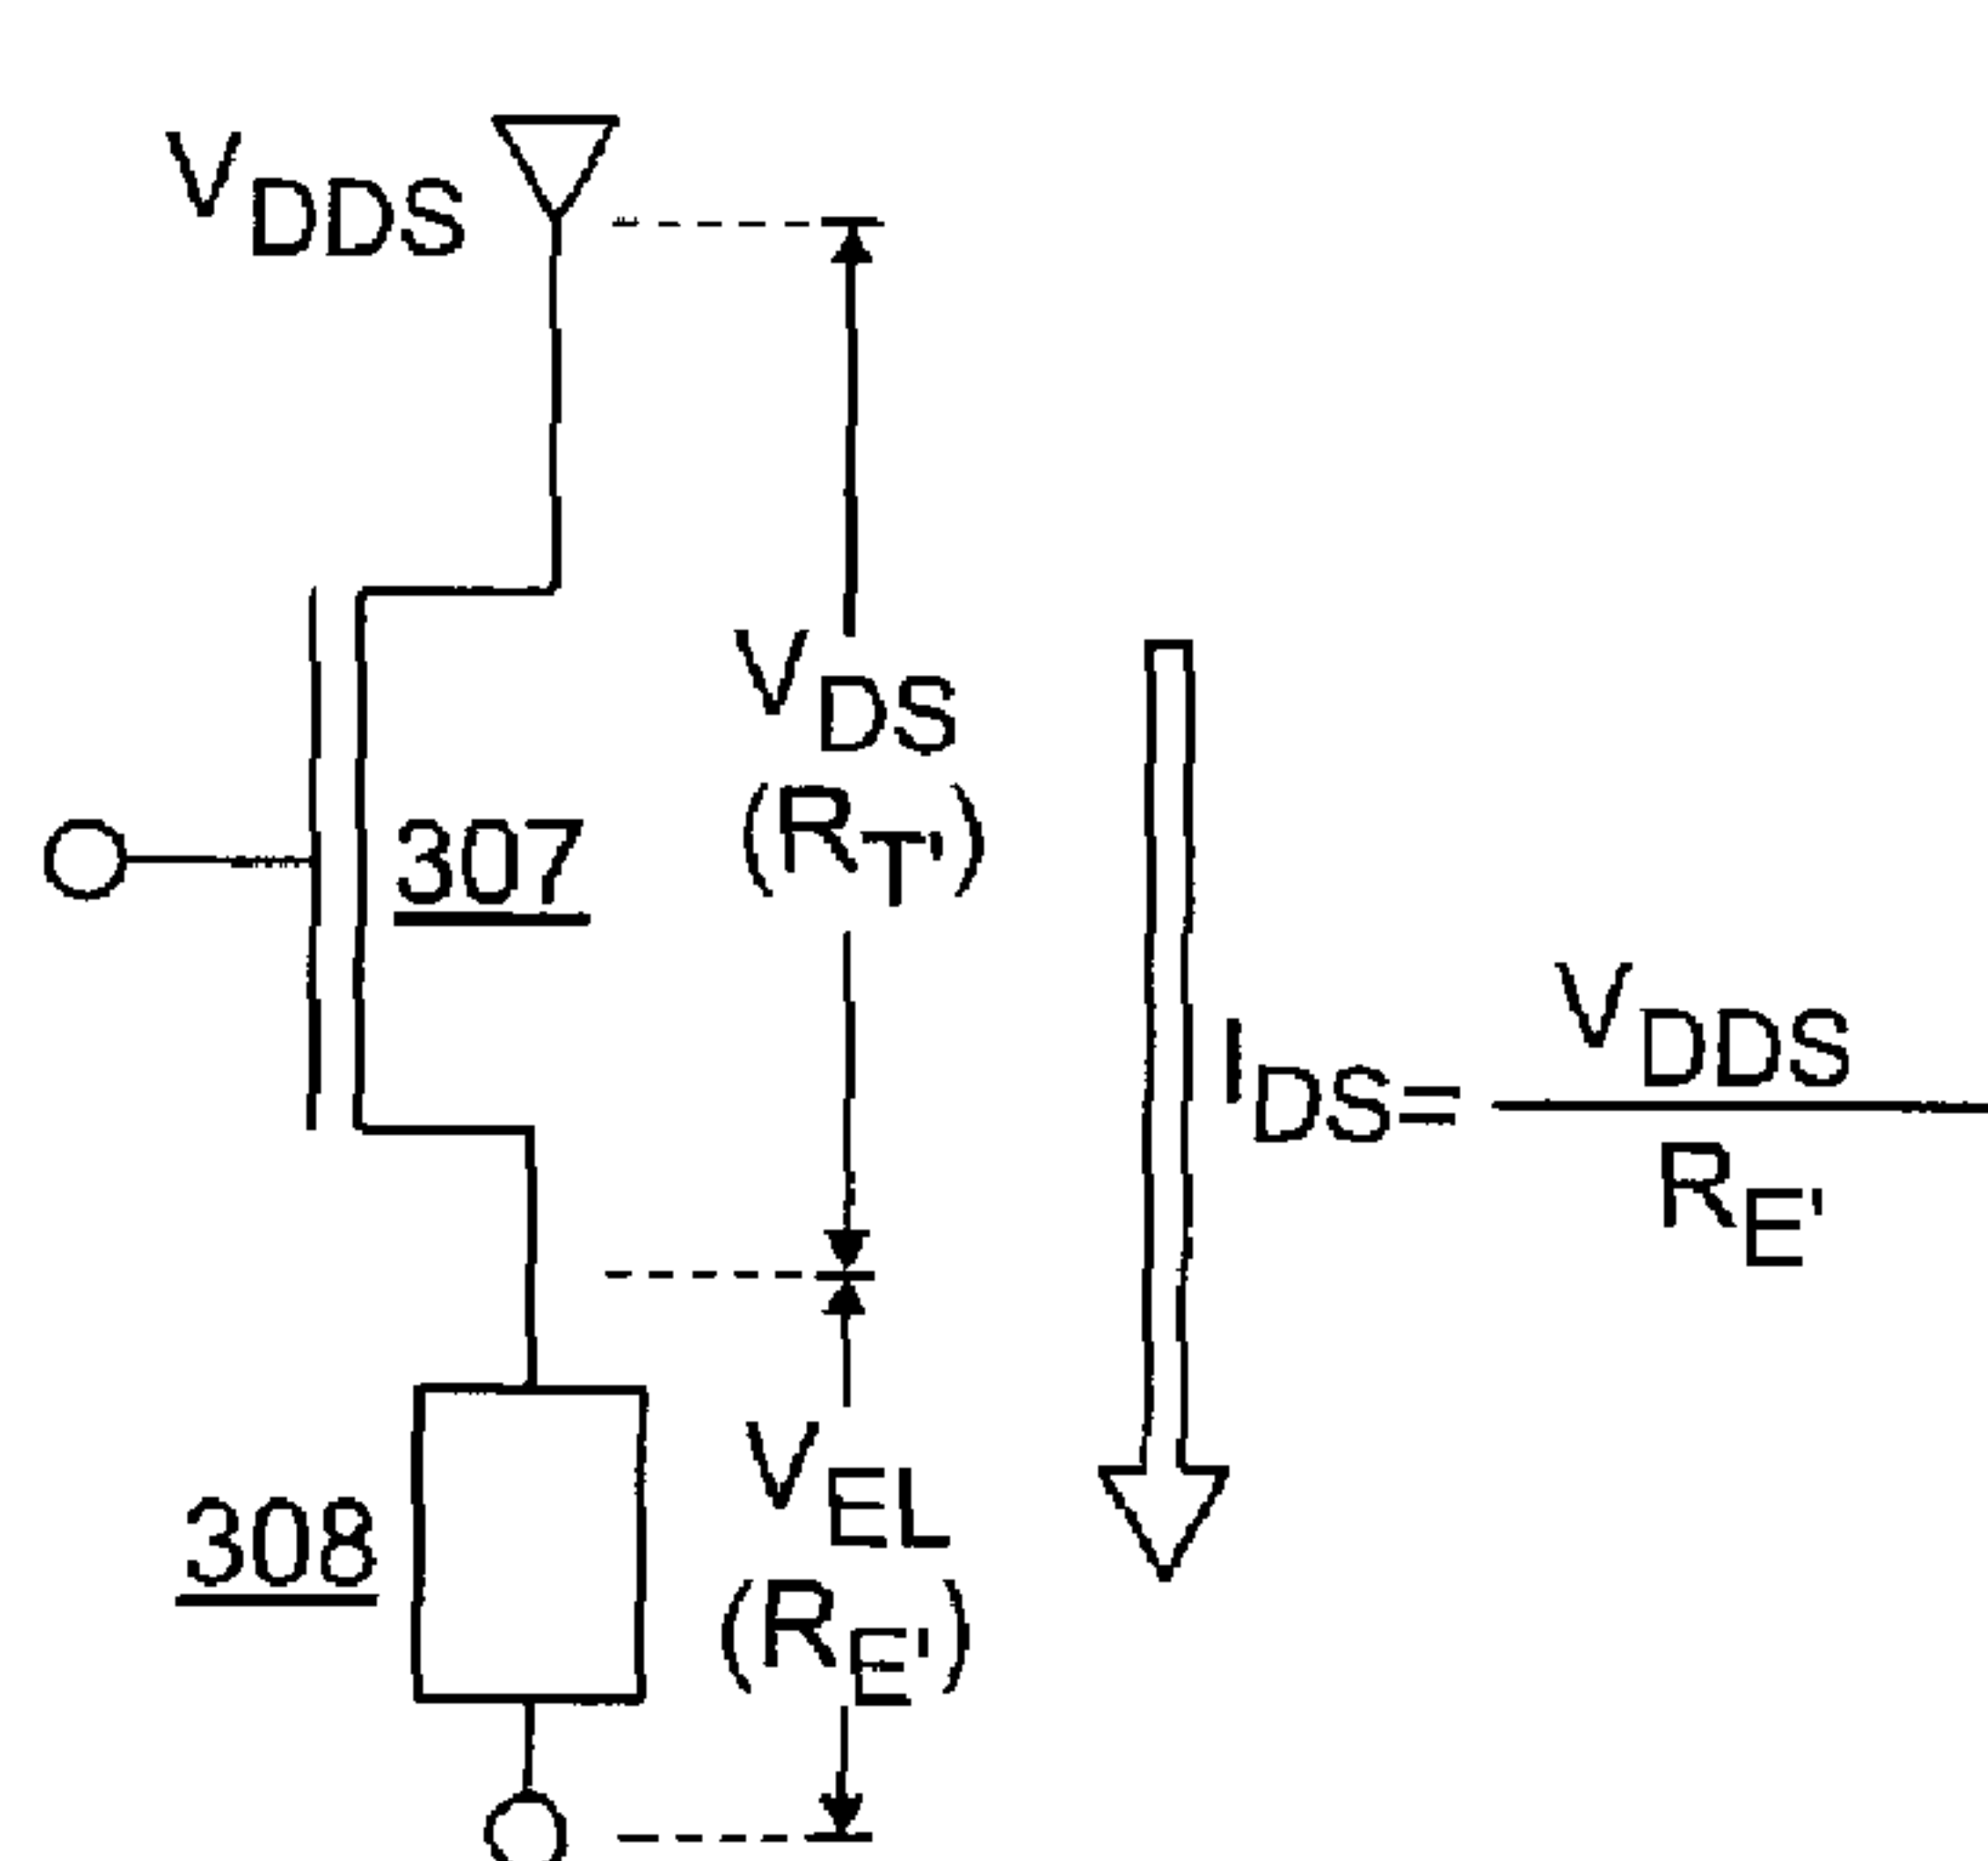 VDDS
VDS
(RT')
307
IDS= VDDS
RE'
VEL
308
(RE')